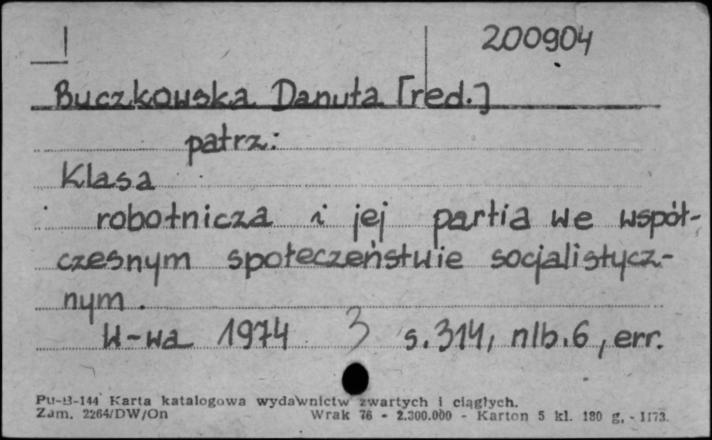 200904
Buczkowska Danuta [red.]
patrz:
Klasa
robotnicza i jej partia we współ-
czesnym społeczeństwie socjalistycz-
nym.
W-wa 1974 3 s. 314, nlb. 6, err.
Pu-B-144 Karta katalogowa wydawnictw zwartych i ciągłych.
Zam. 2264/DW/On Wrak 76 - 2.300.000 - Karton 5 kl. 180 g. - 1173.